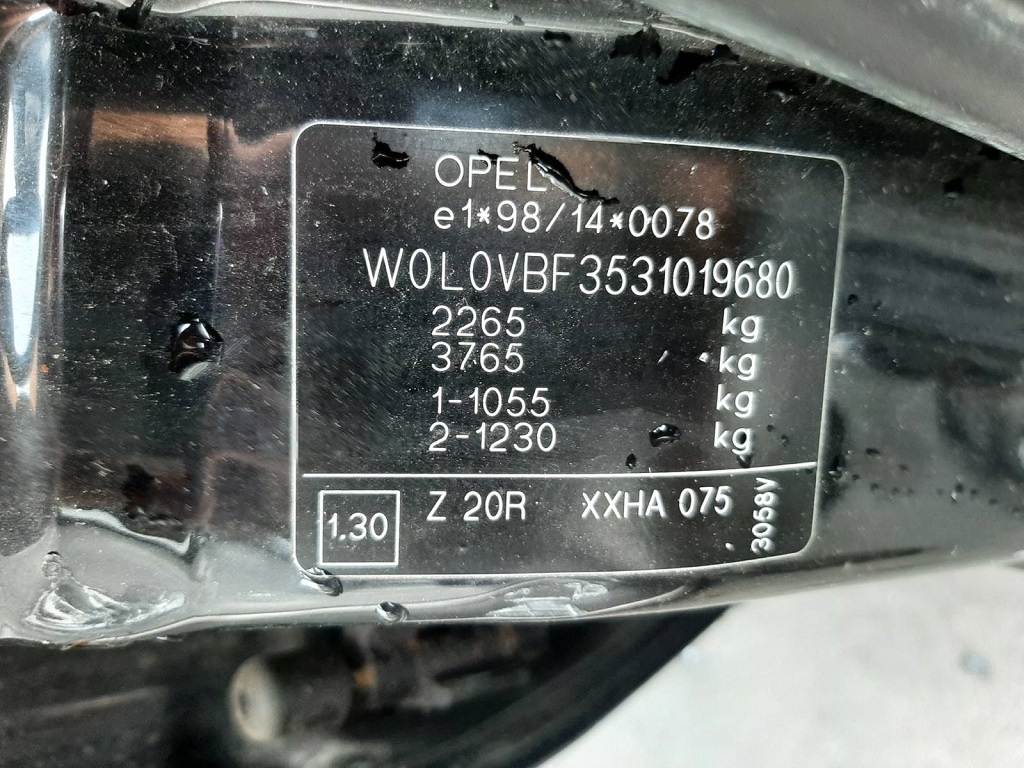 OPEL
e1*98/14*0078
W0L0VBF3531019680
2265 kg
3765 kg
1-1055 kg
2-1230 kg
1.30 Z 20R XXHA 075
3058V